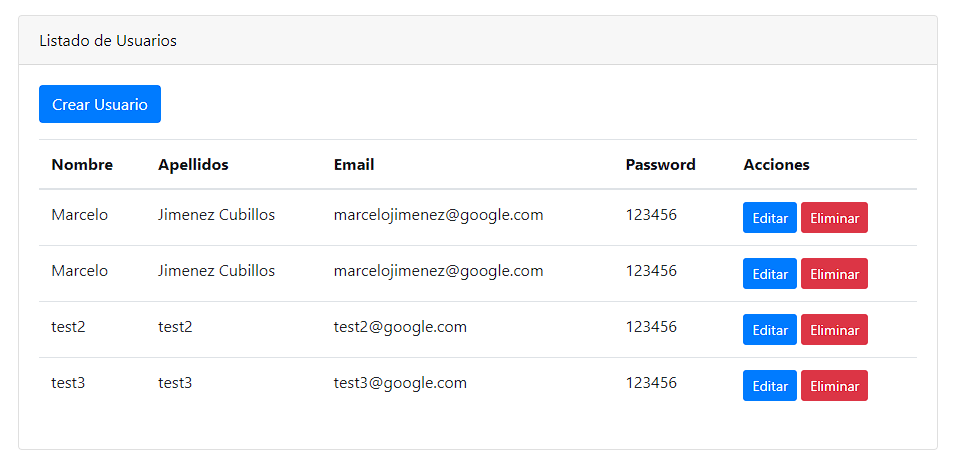 Listado de Usuarios
Crear Usuario
Nombre Apellidos Email Password Acciones
Marcelo Jimenez Cubillos marcelojimenez@google.com 123456 Editar Eliminar
Marcelo Jimenez Cubillos marcelojimenez@google.com 123456 Editar Eliminar
test2 test2 test2@google.com 123456 Editar Eliminar
test3 test3 test3@google.com 123456 Editar Eliminar